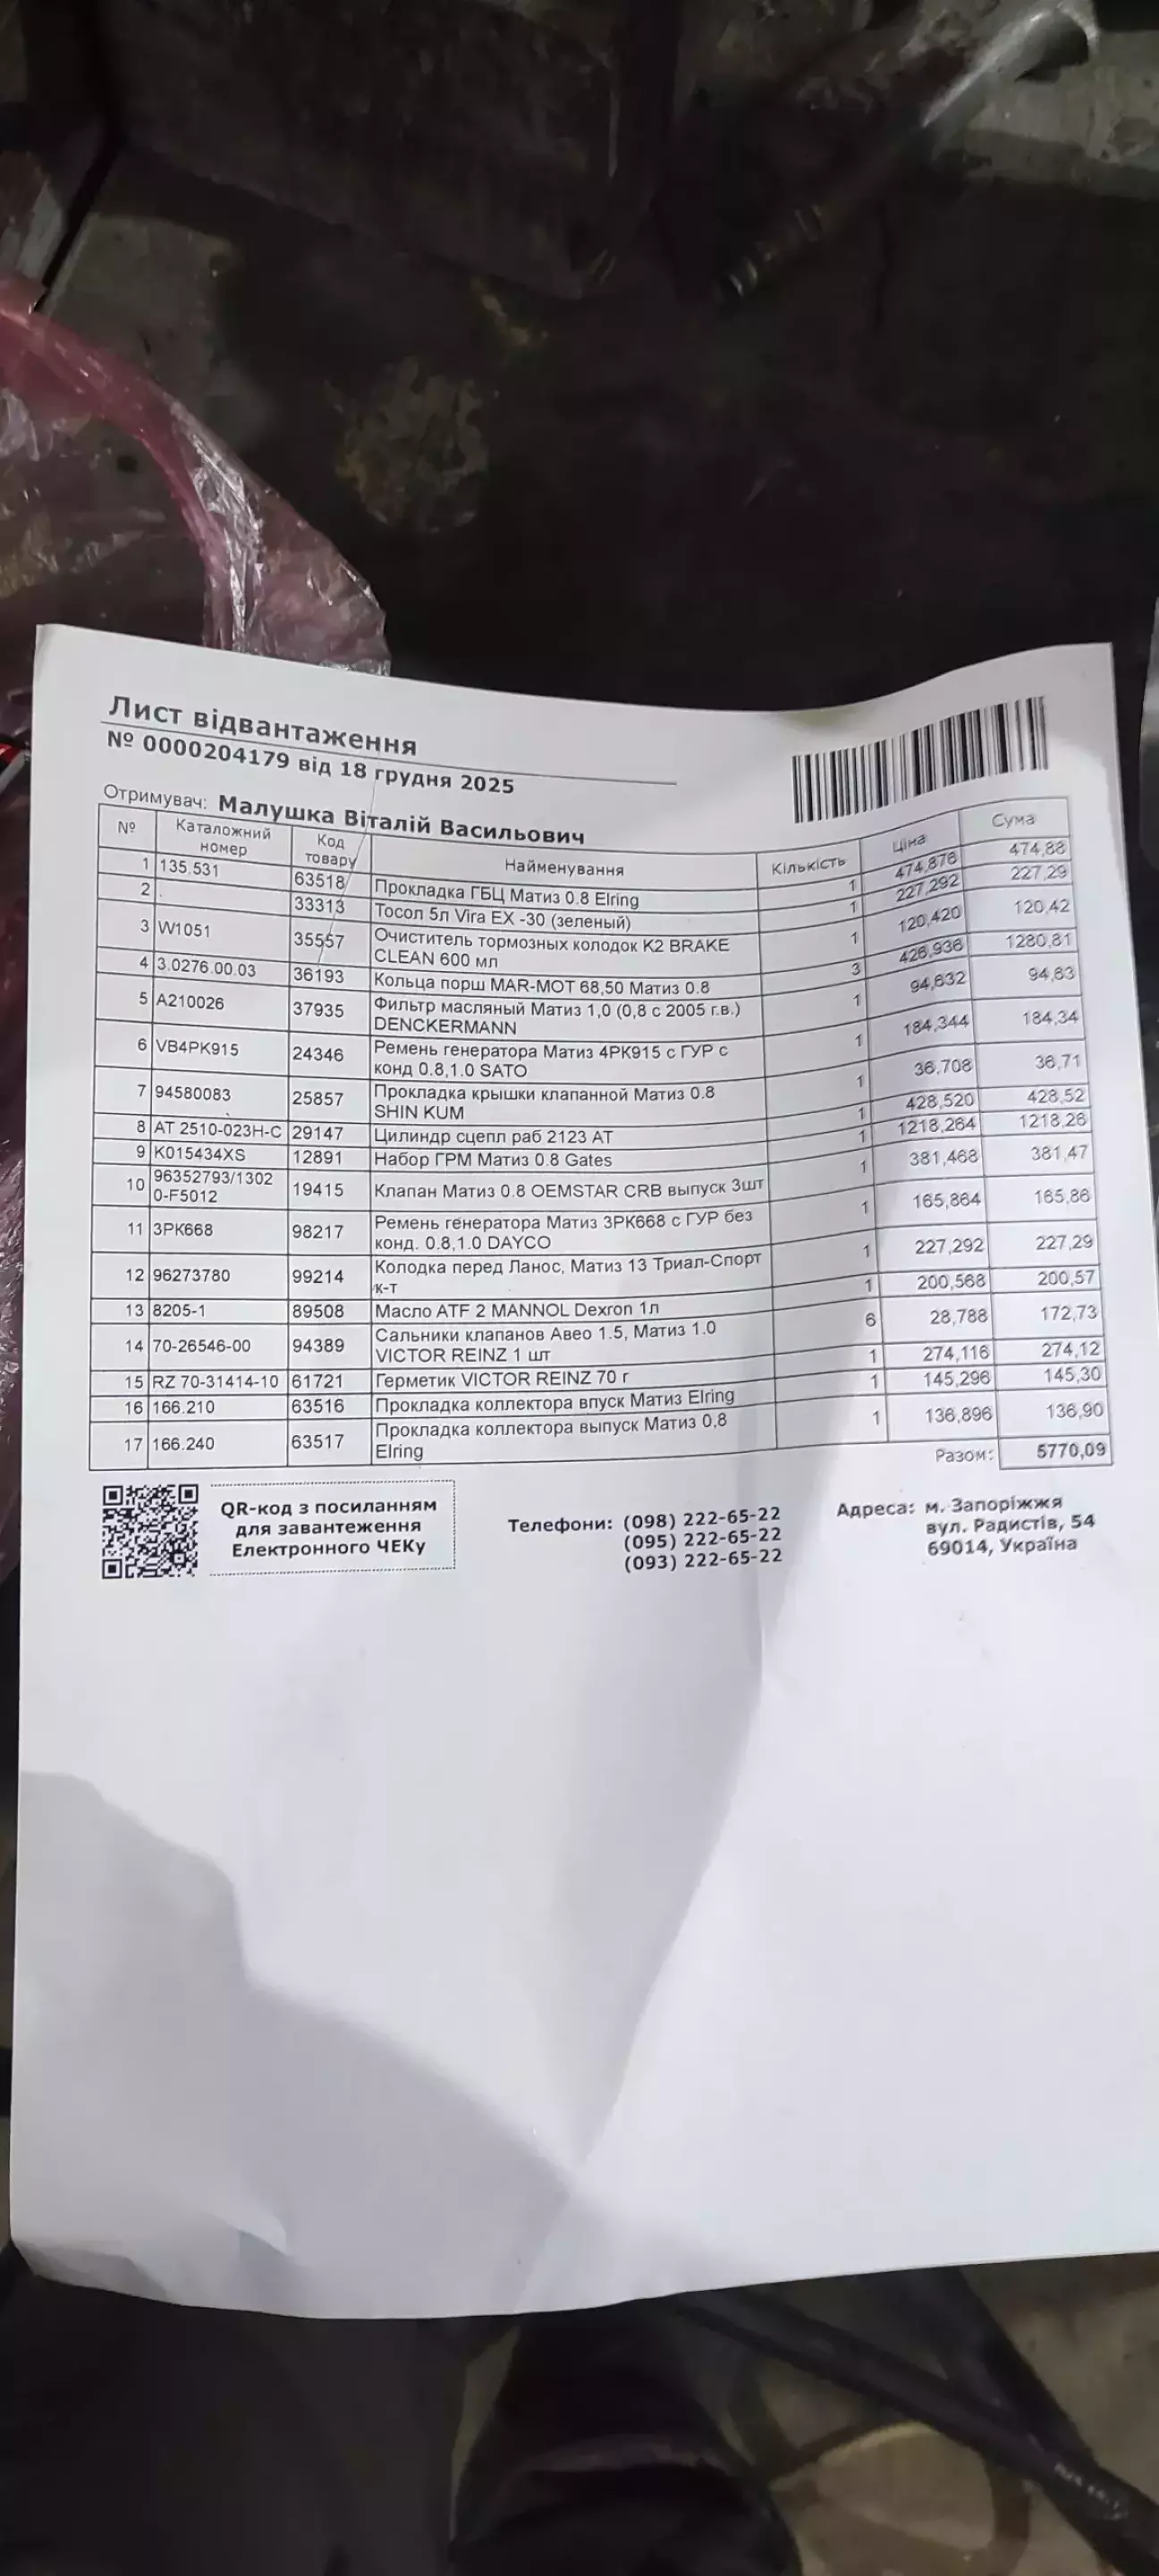 Лист відвантаження
№ 0000204179 від 18 грудня 2025
Отримувач: Малушка Віталій Васильович
№ Каталожний номер Код товару Найменування Кількість Ціна Сума
1 135.531 63518 Прокладка ГБЦ Матиз 0.8 Elring 1 474,876 474,88
2 . 33313 Тосол 5л Vira EX -30 (зеленый) 1 227,292 227,29
3 W1051 35557 Очиститель тормозных колодок K2 BRAKE CLEAN 600 мл 1 120,420 120,42
4 3.0276.00.03 36193 Кольца порш MAR-MOT 68,50 Матиз 0.8 3 426,936 1280,81
5 A210026 37935 Фильтр масляный Матиз 1,0 (0,8 с 2005 г.в.) DENCKERMANN 1 94,632 94,63
6 VB4PK915 24346 Ремень генератора Матиз 4РК915 с ГУР с конд 0.8,1.0 SATO 1 184,344 184,34
7 94580083 25857 Прокладка крышки клапанной Матиз 0.8 SHIN KUM 1 36,708 36,71
8 AT 2510-023H-C 29147 Цилиндр сцепл раб 2123 AT 1 428,520 428,52
9 K015434XS 12891 Набор ГРМ Матиз 0.8 Gates 1 1218,264 1218,26
10 96352793/13020-F5012 19415 Клапан Матиз 0.8 OEMSTAR CRB выпуск 3шт 1 381,468 381,47
11 3PK668 98217 Ремень генератора Матиз 3РК668 с ГУР без конд. 0.8,1.0 DAYCO 1 165,864 165,86
12 96273780 99214 Колодка перед Ланос, Матиз 13 Триал-Спорт к-т 1 227,292 227,29
13 8205-1 89508 Масло ATF 2 MANNOL Dexron 1л 1 200,568 200,57
14 70-26546-00 94389 Сальники клапанов Авео 1.5, Матиз 1.0 VICTOR REINZ 1 шт 6 28,788 172,73
15 RZ 70-31414-10 61721 Герметик VICTOR REINZ 70 г 1 274,116 274,12
16 166.210 63516 Прокладка коллектора впуск Матиз Elring 1 145,296 145,30
17 166.240 63517 Прокладка коллектора выпуск Матиз 0,8 Elring 1 136,896 136,90
Разом: 5770,09
QR-код з посиланням
для завантеження
Електронного ЧЕКу
Телефони: (098) 222-65-22
(095) 222-65-22
(093) 222-65-22
Адреса: м. Запоріжжя
вул. Радистів, 54
69014, Україна